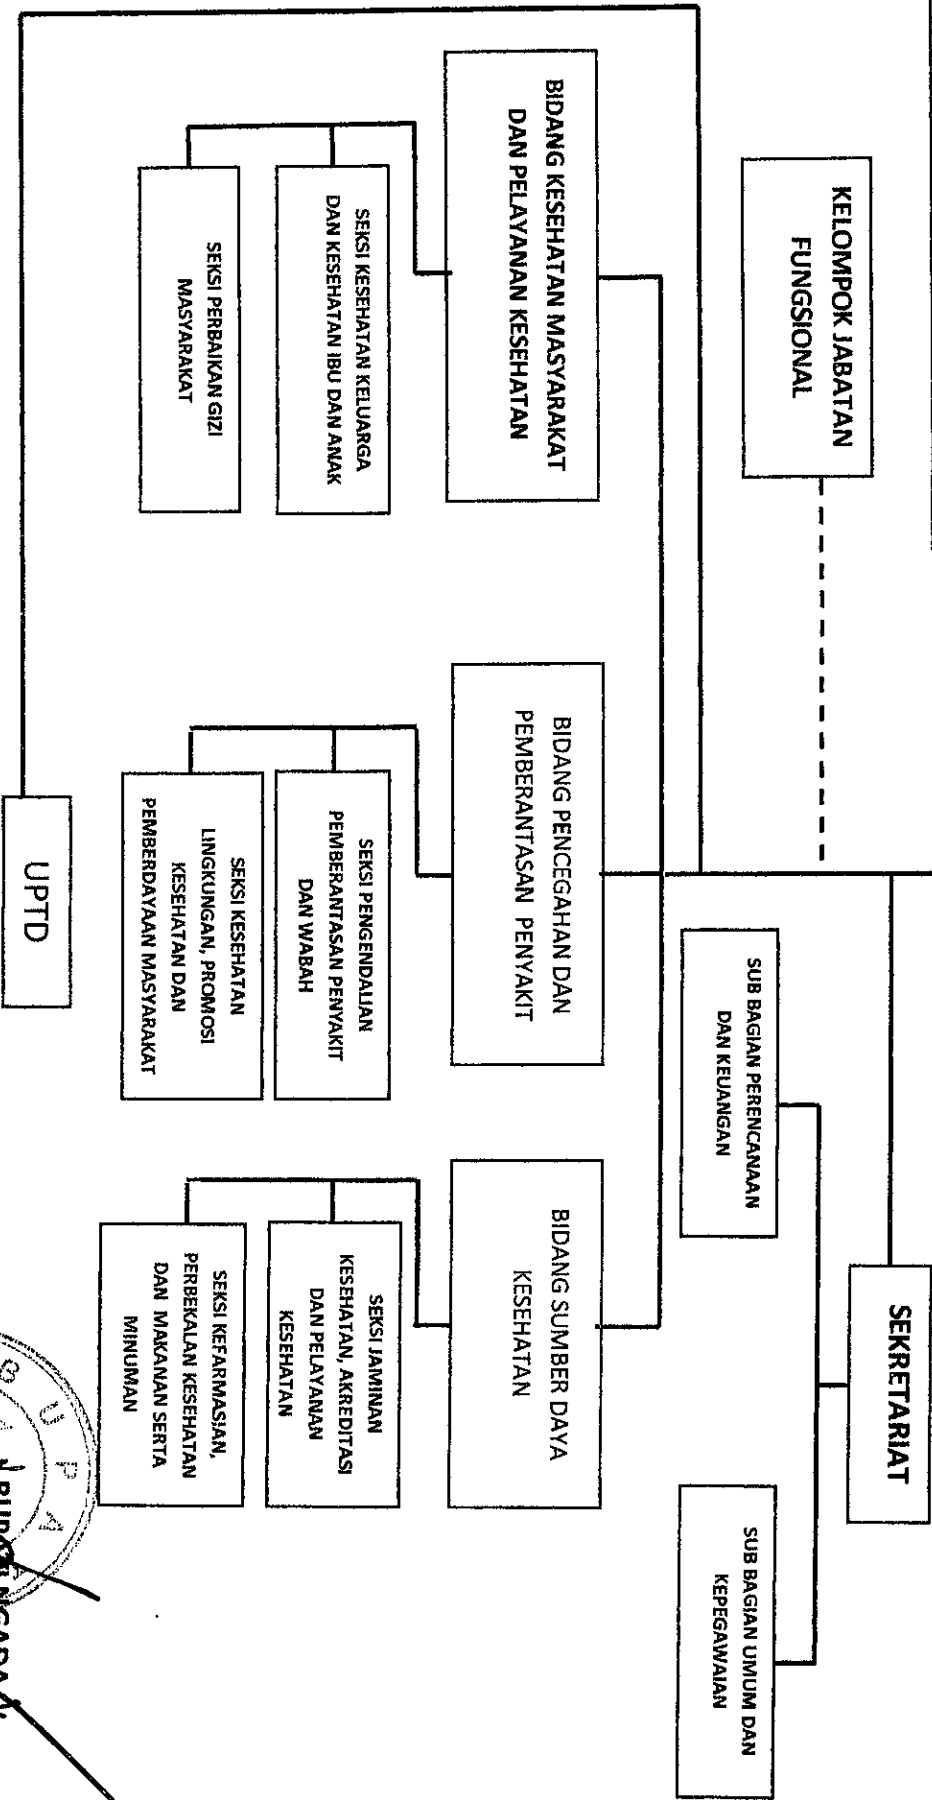 KELOMPOK JABATAN
FUNGSIONAL
SEKRETARIAT
SUB BAGIAN PERENCANAAN
DAN KEUANGAN
SUB BAGIAN UMUM DAN
KEPEGAWAIAN
BIDANG KESEHATAN MASYARAKAT
DAN PELAYANAN KESEHATAN
BIDANG PENCEGAHAN DAN
PEMBERANTASAN PENYAKIT
BIDANG SUMBER DAYA
KESEHATAN
SEKSI KESEHATAN KELUARGA
DAN KESEHATAN IBU DAN ANAK
SEKSI PENGENDALIAN
PEMBERANTASAN PENYAKIT
DAN WABAH
SEKSI JAMINAN
KESEHATAN, AKREDITASI
DAN PELAYANAN
KESEHATAN
SEKSI PERBAIKAN GIZI
MASYARAKAT
SEKSI KESEHATAN
LINGKUNGAN, PROMOSI
KESEHATAN DAN
PEMBERDAYAAN MASYARAKAT
SEKSI KEFARMASIAN,
PERBEKALAN KESEHATAN
DAN MAKANAN SERTA
MINUMAN
UPTD
BUPA